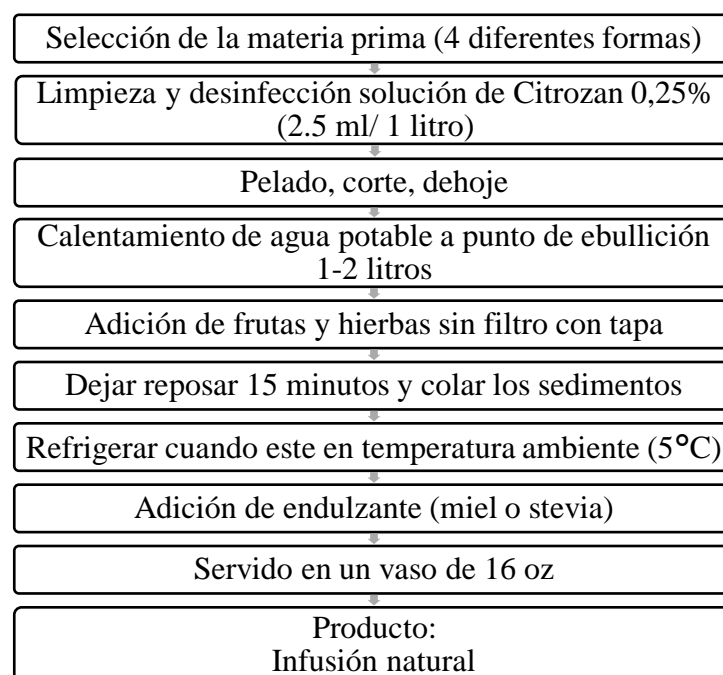 Selección de la materia prima (4 diferentes formas)
Limpieza y desinfección solución de Citrozan 0,25%
(2.5 ml/ 1 litro)
Pelado, corte, dehoje
Calentamiento de agua potable a punto de ebullición
1-2 litros
Adición de frutas y hierbas sin filtro con tapa
Dejar reposar 15 minutos y colar los sedimentos
Refrigerar cuando este en temperatura ambiente (5°C)
Adición de endulzante (miel o stevia)
Servido en un vaso de 16 oz
Producto:
Infusión natural